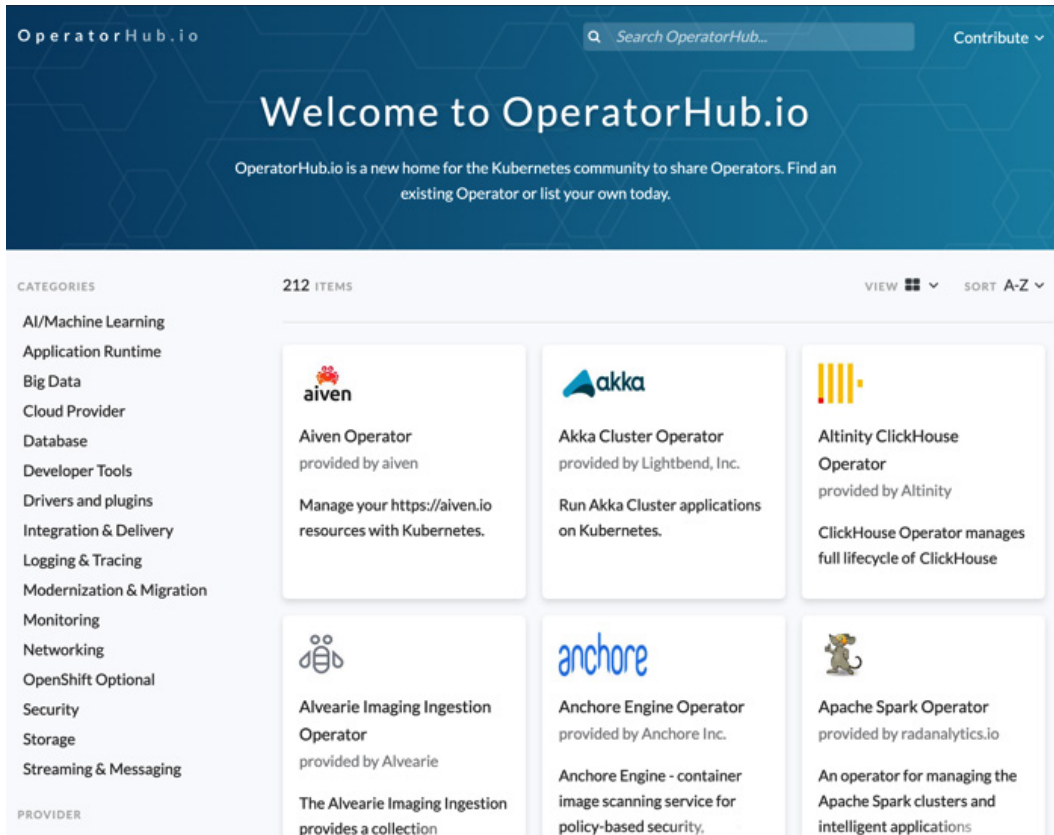 OperatorHub.io
Search OperatorHub...
Contribute
Welcome to OperatorHub.io
OperatorHub.io is a new home for the Kubernetes community to share Operators. Find an
existing Operator or list your own today.
CATEGORIES
AI/Machine Learning
Application Runtime
Big Data
Cloud Provider
Database
Developer Tools
Drivers and plugins
Integration & Delivery
Logging & Tracing
Modernization & Migration
Monitoring
Networking
OpenShift Optional
Security
Storage
Streaming & Messaging
PROVIDER
212 ITEMS
VIEW
SORT A-Z
aiven
Aiven Operator
provided by aiven
Manage your https://aiven.io
resources with Kubernetes.
akka
Akka Cluster Operator
provided by Lightbend, Inc.
Run Akka Cluster applications
on Kubernetes.
Altinity ClickHouse
Operator
provided by Altinity
ClickHouse Operator manages
full lifecycle of ClickHouse
Alvearie Imaging Ingestion
Operator
provided by Alvearie
The Alvearie Imaging Ingestion
provides a collection
anchore
Anchore Engine Operator
provided by Anchore Inc.
Anchore Engine - container
image scanning service for
policy-based security,
Apache Spark Operator
provided by radanalytics.io
An operator for managing the
Apache Spark clusters and
intelligent applications